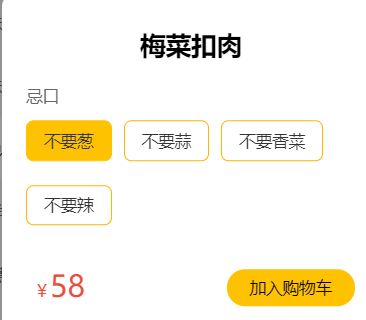 梅菜扣肉
忌口
不要葱 不要蒜 不要香菜
不要辣
¥58 加入购物车